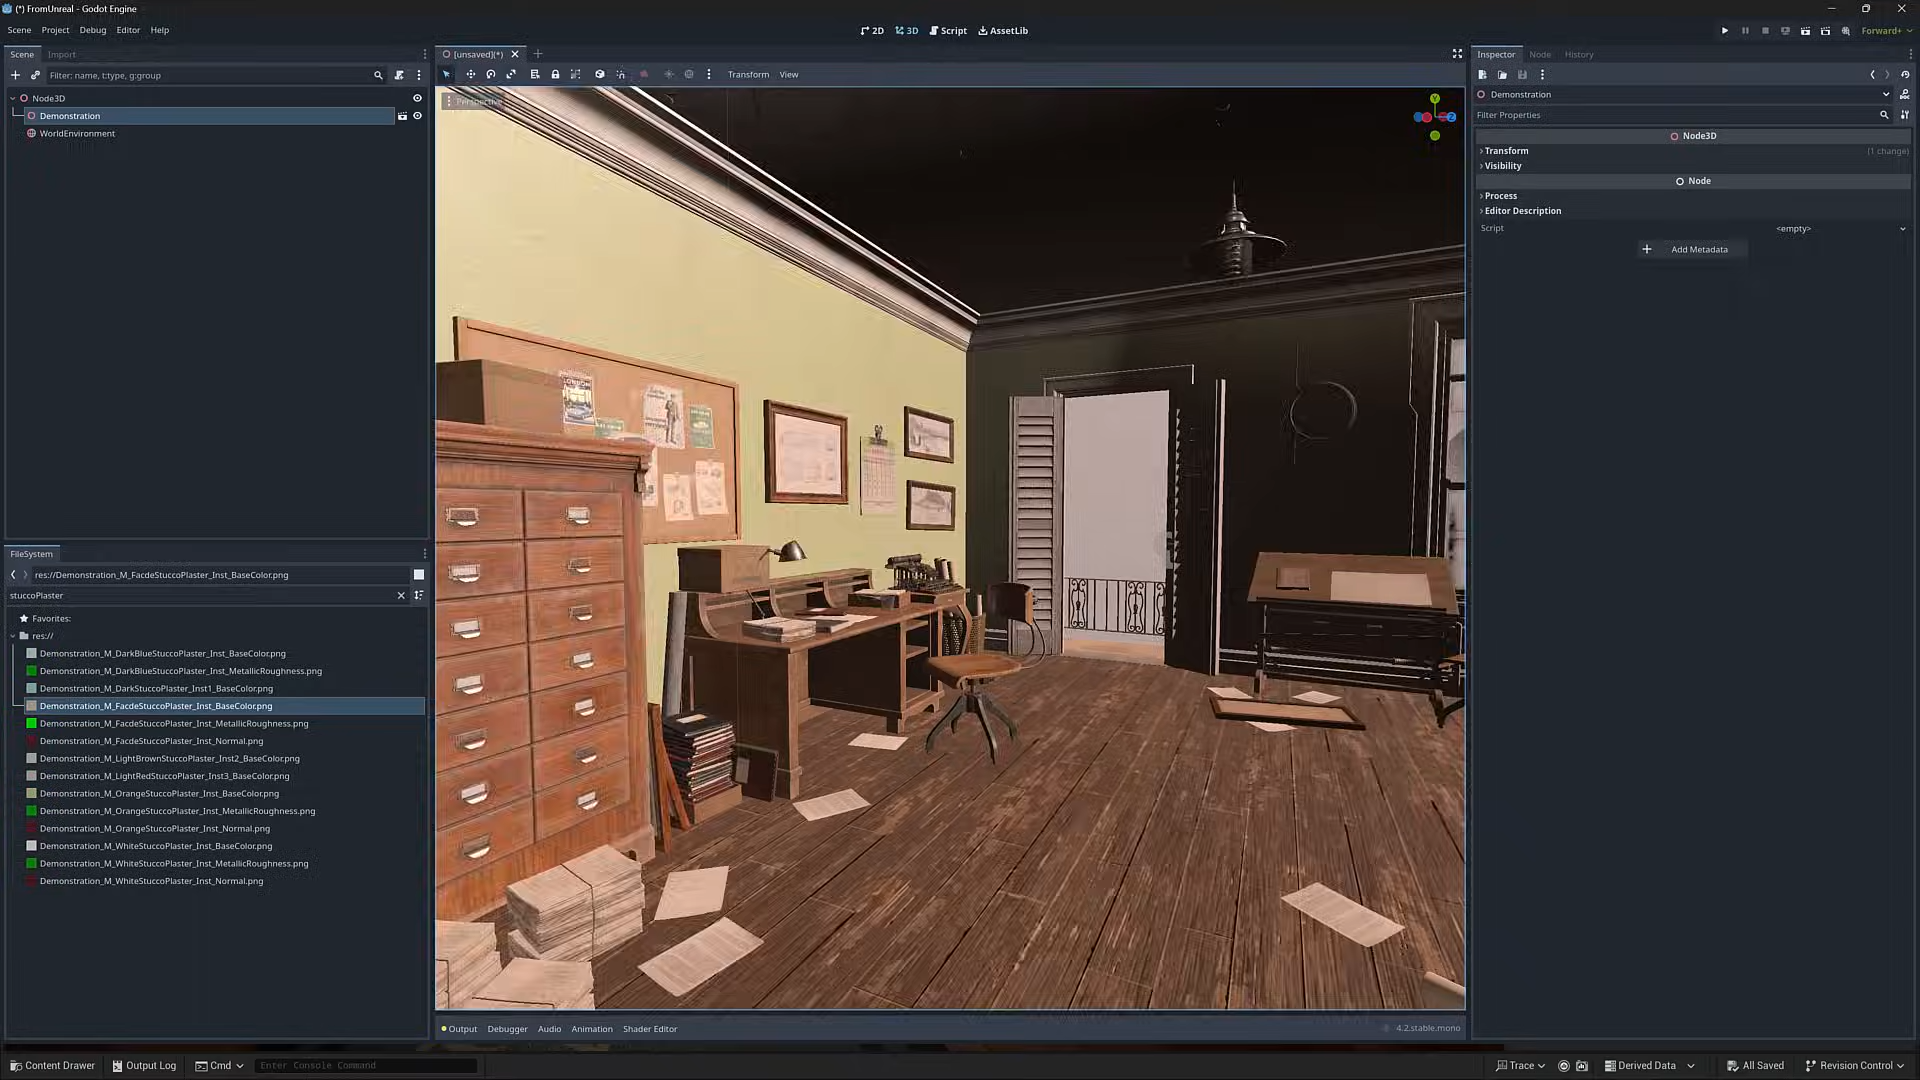 (*) FromUnreal - Godot Engine
Scene Project Debug Editor Help
2D 3D Script AssetLib
Forward+
Scene Import
[unsaved](*)
Inspector Node History
Filter: name, t:type, g:group
Transform View
Node3D
Demonstration
WorldEnvironment
Perspective
Y
Z
Demonstration
Filter Properties
Node3D
Transform (1 change)
Visibility
Node
Process
Editor Description
Script <empty>
Add Metadata
LONDON
FileSystem
res://Demonstration_M_FacdeStuccoPlaster_Inst_BaseColor.png
stuccoPlaster
Favorites:
res://
Demonstration_M_DarkBlueStuccoPlaster_Inst_BaseColor.png
Demonstration_M_DarkBlueStuccoPlaster_Inst_MetallicRoughness.png
Demonstration_M_DarkStuccoPlaster_Inst1_BaseColor.png
Demonstration_M_FacdeStuccoPlaster_Inst_BaseColor.png
Demonstration_M_FacdeStuccoPlaster_Inst_MetallicRoughness.png
Demonstration_M_FacdeStuccoPlaster_Inst_Normal.png
Demonstration_M_LightBrownStuccoPlaster_Inst2_BaseColor.png
Demonstration_M_LightRedStuccoPlaster_Inst3_BaseColor.png
Demonstration_M_OrangeStuccoPlaster_Inst_BaseColor.png
Demonstration_M_OrangeStuccoPlaster_Inst_MetallicRoughness.png
Demonstration_M_OrangeStuccoPlaster_Inst_Normal.png
Demonstration_M_WhiteStuccoPlaster_Inst_BaseColor.png
Demonstration_M_WhiteStuccoPlaster_Inst_MetallicRoughness.png
Demonstration_M_WhiteStuccoPlaster_Inst_Normal.png
Output Debugger Audio Animation Shader Editor
4.2.stable.mono
Content Drawer Output Log Cmd Enter Console Command
Trace Derived Data All Saved Revision Control